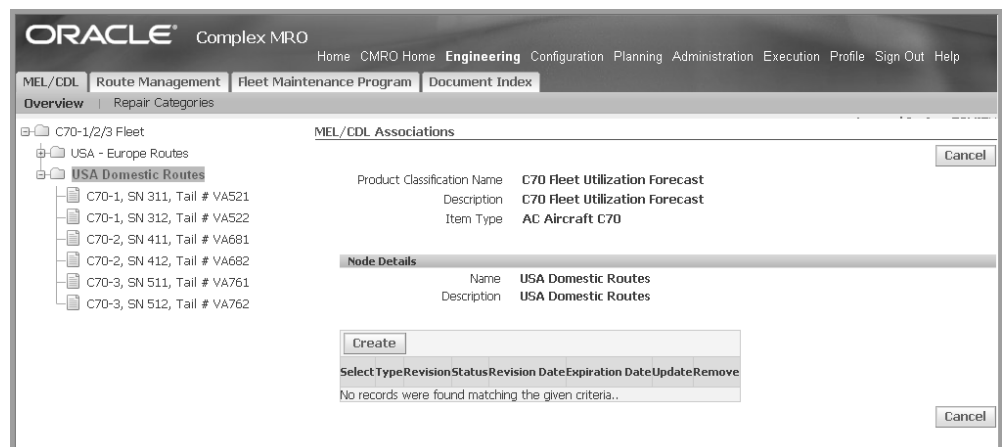 ORACLE® Complex MRO
Home CMRO Home Engineering Configuration Planning Administration Execution Profile Sign Out Help
MEL/CDL Route Management Fleet Maintenance Program Document Index
Overview | Repair Categories
C70-1/2/3 Fleet
USA - Europe Routes
USA Domestic Routes
C70-1, SN 311, Tail # VA521
C70-1, SN 312, Tail # VA522
C70-2, SN 411, Tail # VA681
C70-2, SN 412, Tail # VA682
C70-3, SN 511, Tail # VA761
C70-3, SN 512, Tail # VA762
MEL/CDL Associations
Cancel
Product Classification Name C70 Fleet Utilization Forecast
Description C70 Fleet Utilization Forecast
Item Type AC Aircraft C70
Node Details
Name USA Domestic Routes
Description USA Domestic Routes
Create
Select Type Revision Status Revision Date Expiration Date Update Remove
No records were found matching the given criteria..
Cancel